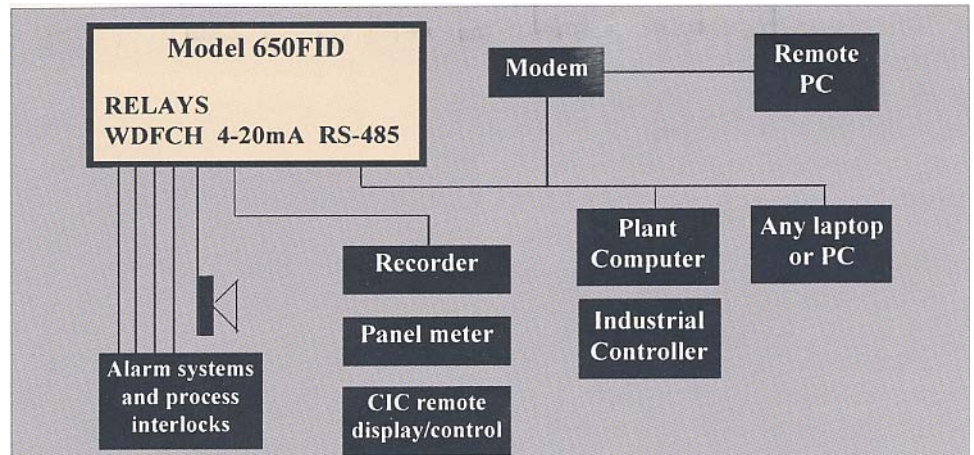 Model 650FID
RELAYS
WDFCH 4-20mA RS-485
Modem
Remote
PC
Recorder
Panel meter
CIC remote
display/control
Plant
Computer
Industrial
Controller
Any laptop
or PC
Alarm systems
and process
interlocks